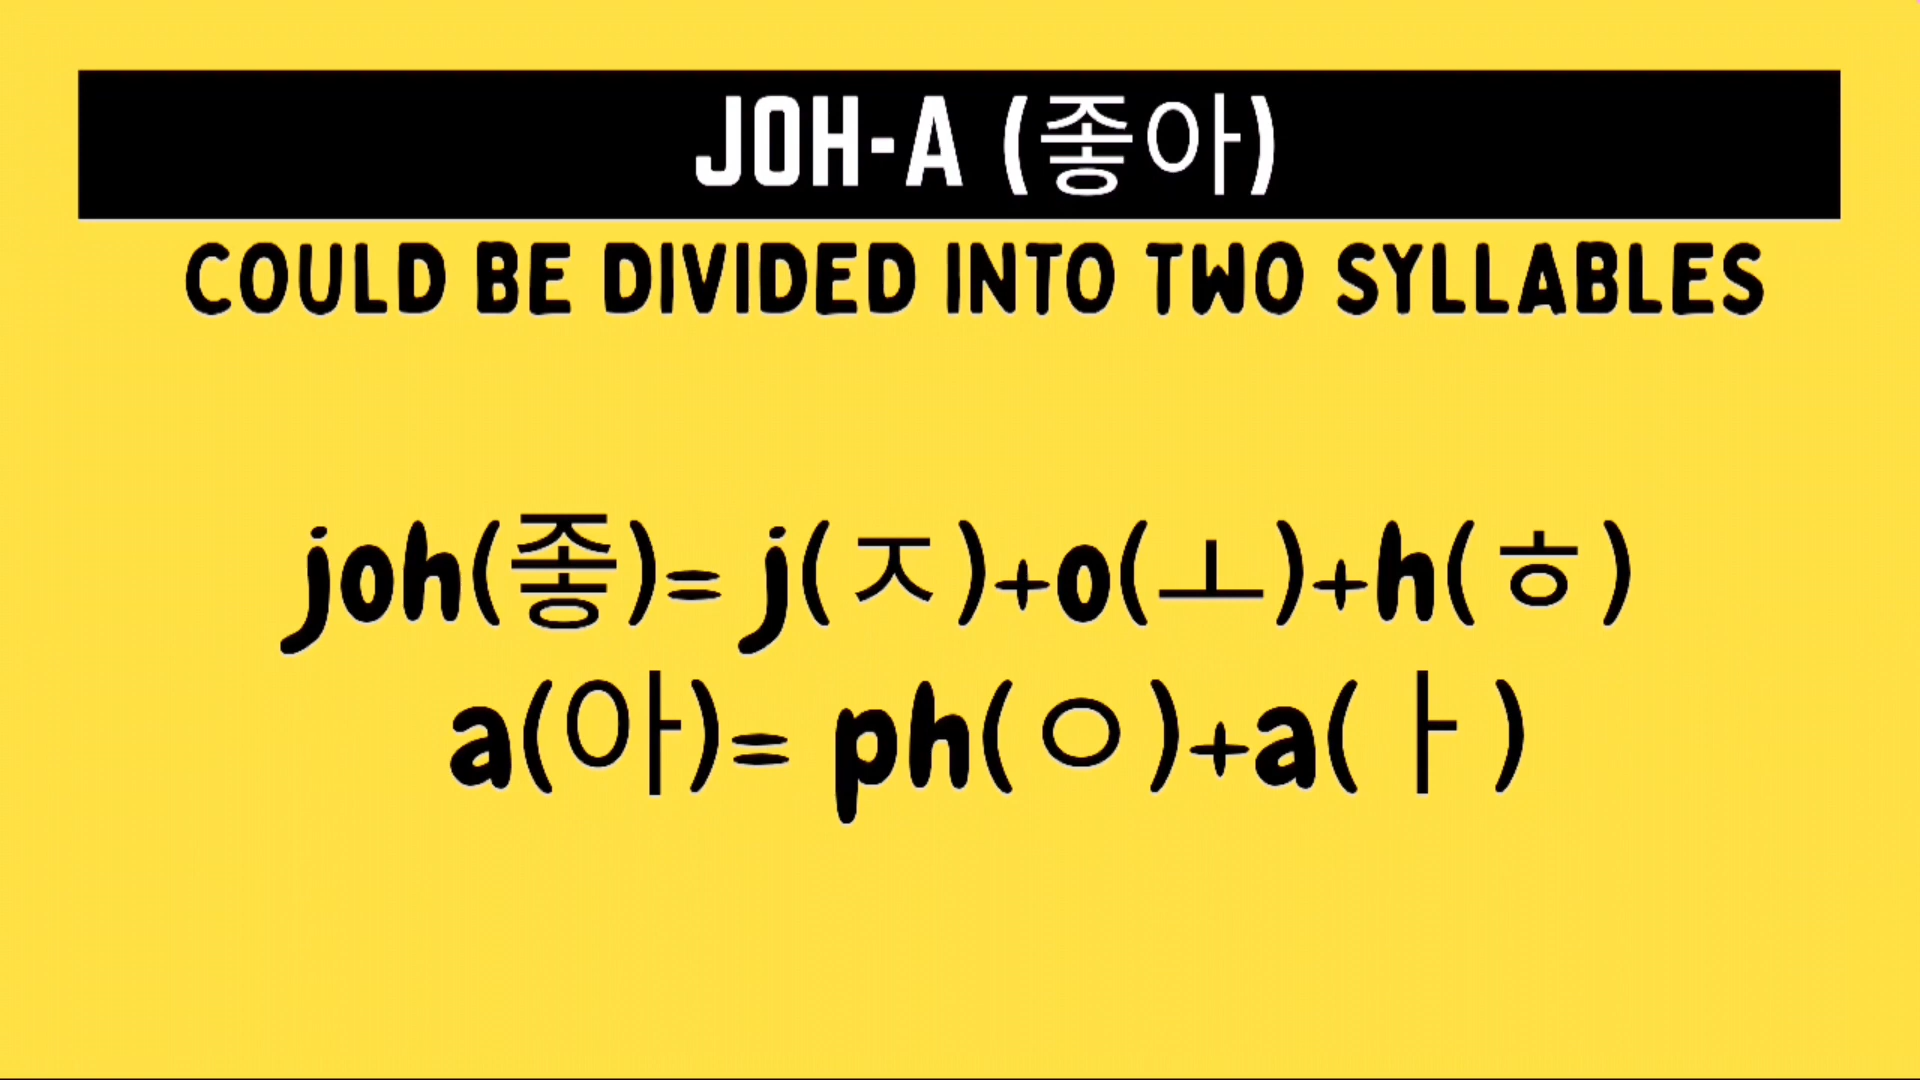 JOH-A (좋아)
COULD BE DIVIDED INTO TWO SYLLABLES
joh(좋)= j(ㅈ)+o(ㅗ)+h(ㅎ)
a(아)= ph(ㅇ)+a(ㅏ)